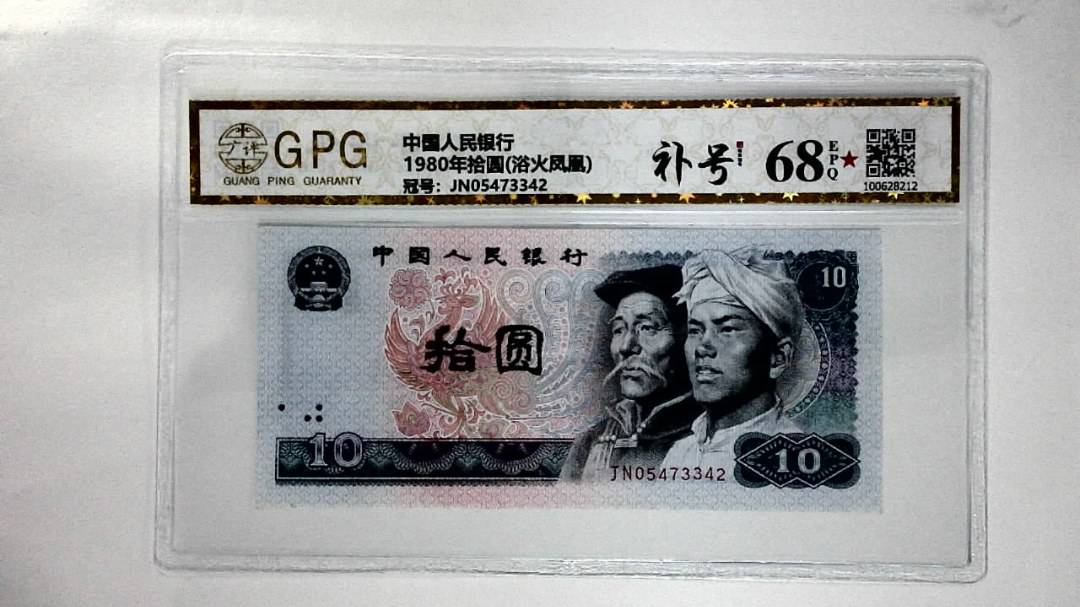 广评
GPG
GUANG PING GUARANTY
中国人民银行
1980年拾圆(浴火凤凰)
冠号: JN05473342
补号
68
EPQ
100628212
中国人民银行
10
拾圆
10
JN05473342
10